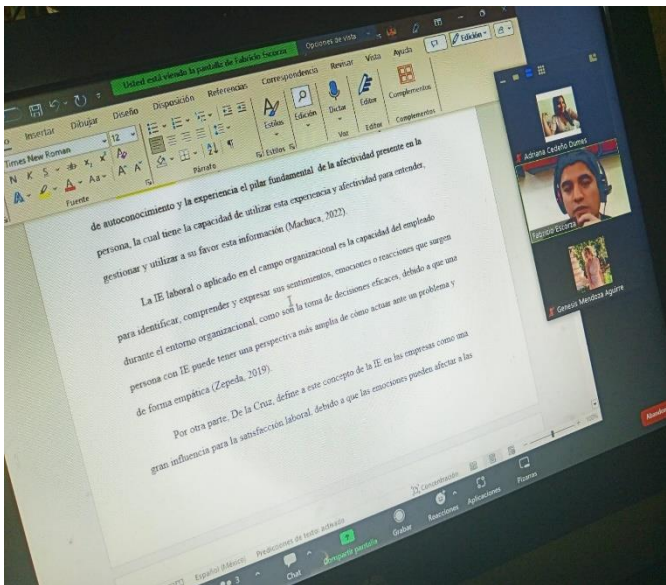 Usted está viendo la pantalla de Fabricio Escorza
Opciones de vista
Insertar Dibujar Diseño Disposición Referencias Correspondencia Revisar Vista Ayuda
Edición
Times New Roman 12
N K S ab x, x²
A A Aa A A
Fuente
Párrafo
Estilos
Estilos
Edición
Dictar
Voz
Editor
Editor
Complementos
Complementos
de autoconocimiento y la experiencia el pilar fundamental de la afectividad presente en la
persona, la cual tiene la capacidad de utilizar esta experiencia y afectividad para entender,
gestionar y utilizar a su favor esta información (Machuca, 2022).
La IE laboral o aplicado en el campo organizacional es la capacidad del empleado
para identificar, comprender y expresar sus sentimientos, emociones o reacciones que surgen
durante el entorno organizacional, como son la toma de decisiones eficaces, debido a que una
persona con IE puede tener una perspectiva más amplia de cómo actuar ante un problema y
de forma empática (Zepeda, 2019).
Por otra parte, De la Cruz, define a este concepto de la IE en las empresas como una
gran influencia para la satisfacción laboral, debido a que las emociones pueden afectar a las
Adriana Cedeño Dumes
Fabricio Escorza
Genesis Mendoza Aguirre
Español (México)
Predicciones de texto: activado
Concentración
100%
3
Chat
Compartir pantalla
Grabar
Reacciones
Aplicaciones
Pizarras